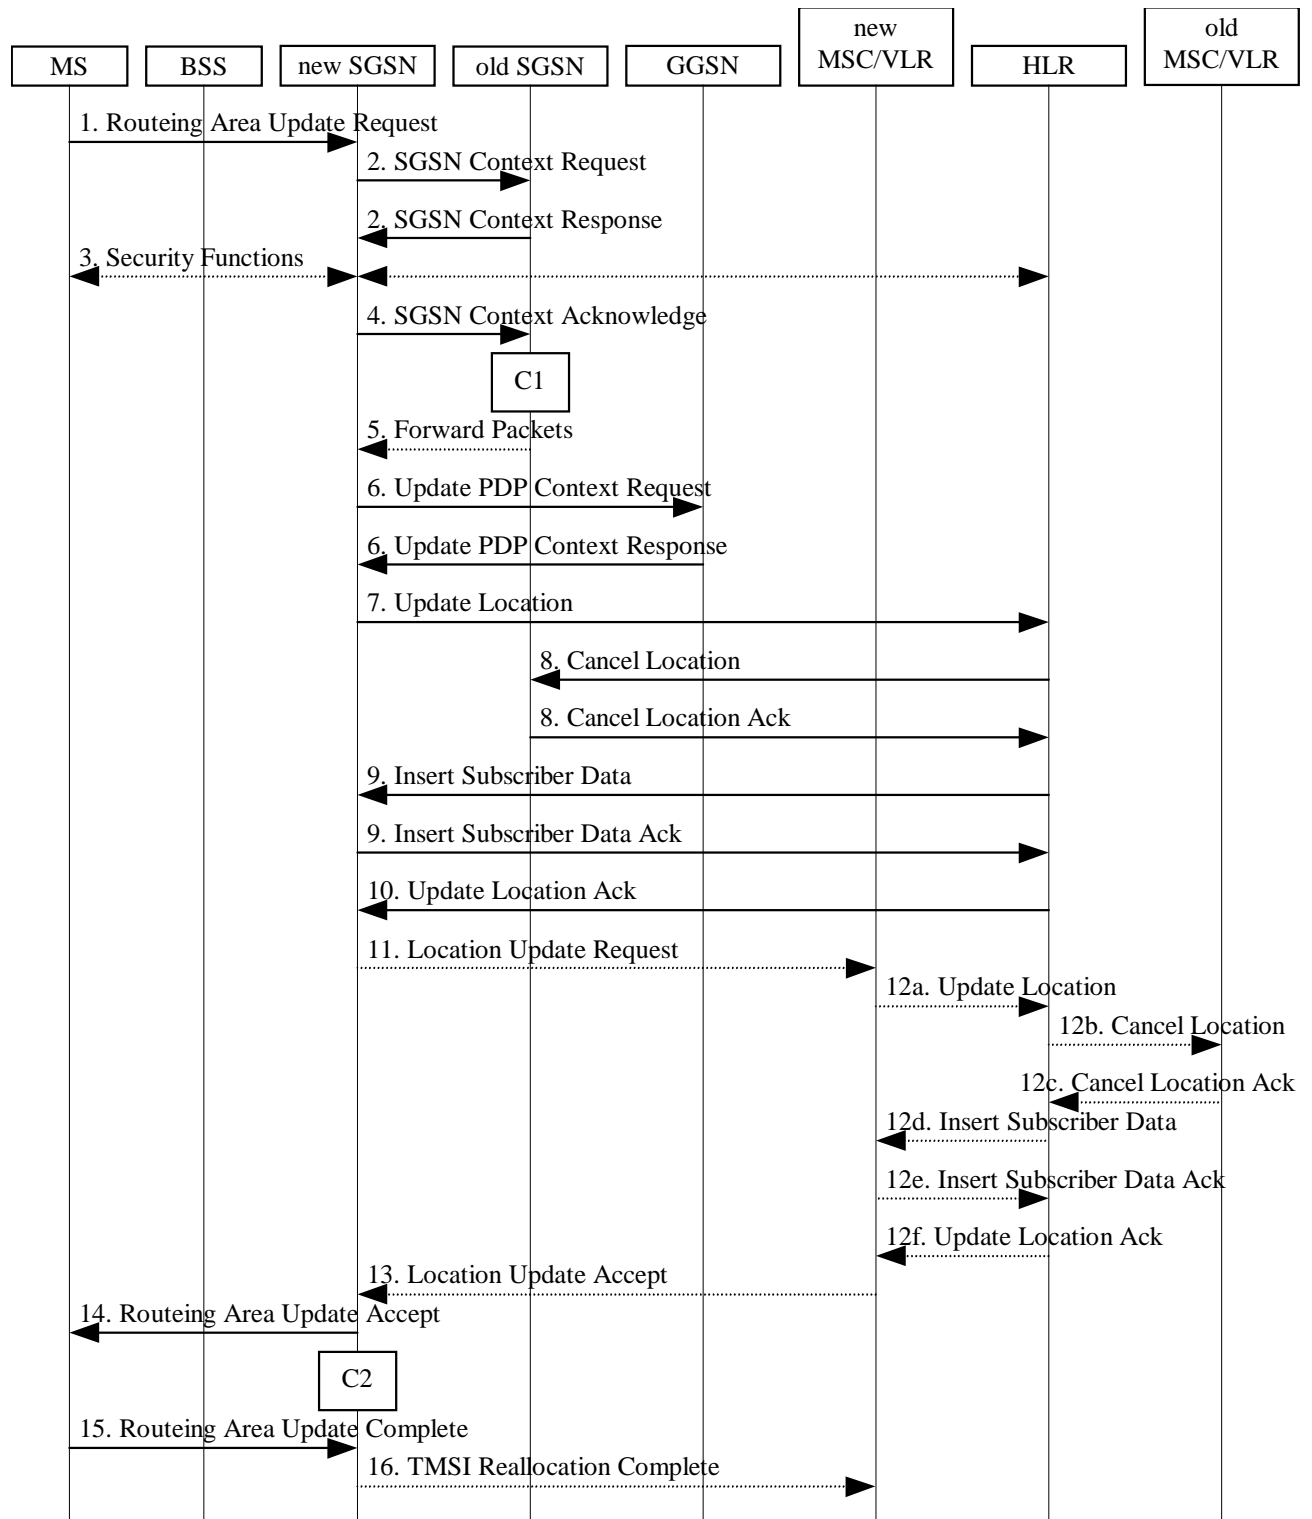 MS
BSS
new SGSN
old SGSN
GGSN
new
MSC/VLR
HLR
old
MSC/VLR
1. Routeing Area Update Request
2. SGSN Context Request
2. SGSN Context Response
3. Security Functions
4. SGSN Context Acknowledge
C1
5. Forward Packets
6. Update PDP Context Request
6. Update PDP Context Response
7. Update Location
8. Cancel Location
8. Cancel Location Ack
9. Insert Subscriber Data
9. Insert Subscriber Data Ack
10. Update Location Ack
11. Location Update Request
12a. Update Location
12b. Cancel Location
12c. Cancel Location Ack
12d. Insert Subscriber Data
12e. Insert Subscriber Data Ack
12f. Update Location Ack
13. Location Update Accept
14. Routeing Area Update Accept
C2
15. Routeing Area Update Complete
16. TMSI Reallocation Complete